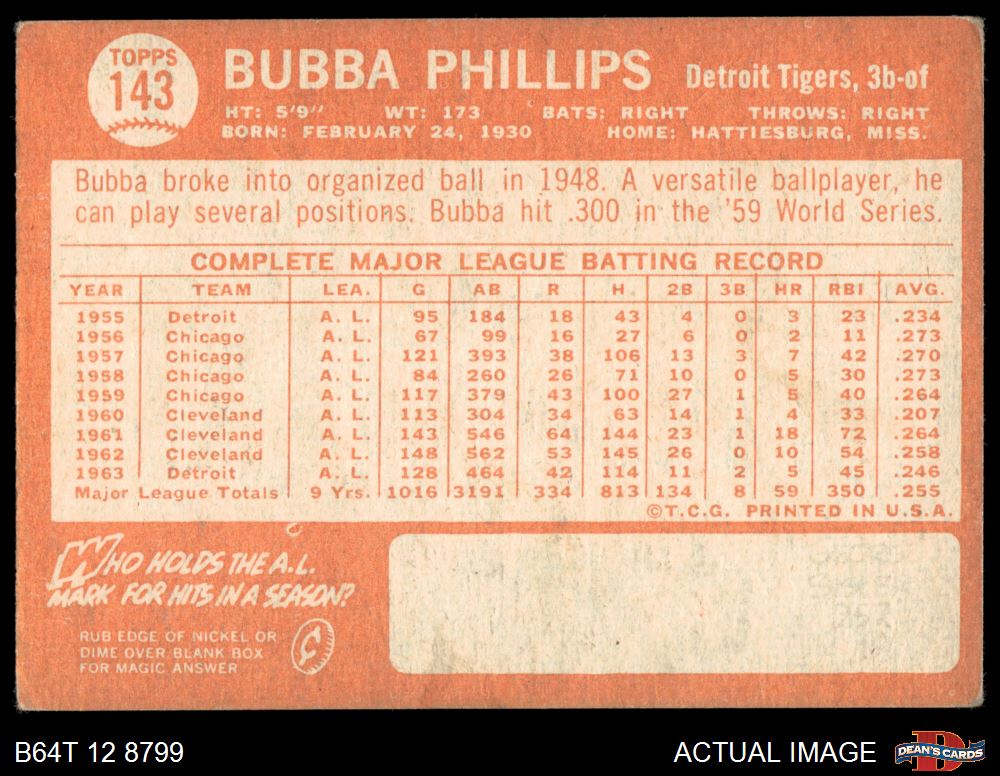 TOPPS
143
BUBBA PHILLIPS Detroit Tigers, 3b-of
HT: 5'9" WT: 173 BATS: RIGHT THROWS: RIGHT
BORN: FEBRUARY 24, 1930 HOME: HATTIESBURG, MISS.
Bubba broke into organized ball in 1948. A versatile ballplayer, he
can play several positions. Bubba hit .300 in the '59 World Series.
COMPLETE MAJOR LEAGUE BATTING RECORD
YEAR TEAM LEA. G AB R H 2B 3B HR RBI AVG.
1955 Detroit A. L. 95 184 18 43 4 0 3 23 .234
1956 Chicago A. L. 67 99 16 27 6 0 2 11 .273
1957 Chicago A. L. 121 393 38 106 13 3 7 42 .270
1958 Chicago A. L. 84 260 26 71 10 0 5 30 .273
1959 Chicago A. L. 117 379 43 100 27 1 5 40 .264
1960 Cleveland A. L. 113 304 34 63 14 1 4 33 .207
1961 Cleveland A. L. 143 546 64 144 23 1 18 72 .264
1962 Cleveland A. L. 148 562 53 145 26 0 10 54 .258
1963 Detroit A. L. 128 464 42 114 11 2 5 45 .246
Major League Totals 9 Yrs. 1016 3191 334 813 134 8 59 350 .255
©T.C.G. PRINTED IN U.S.A.
WHO HOLDS THE A.L.
MARK FOR HITS IN A SEASON?
RUB EDGE OF NICKEL OR
DIME OVER BLANK BOX
FOR MAGIC ANSWER
B64T 12 8799 ACTUAL IMAGE DEAN'S CARDS